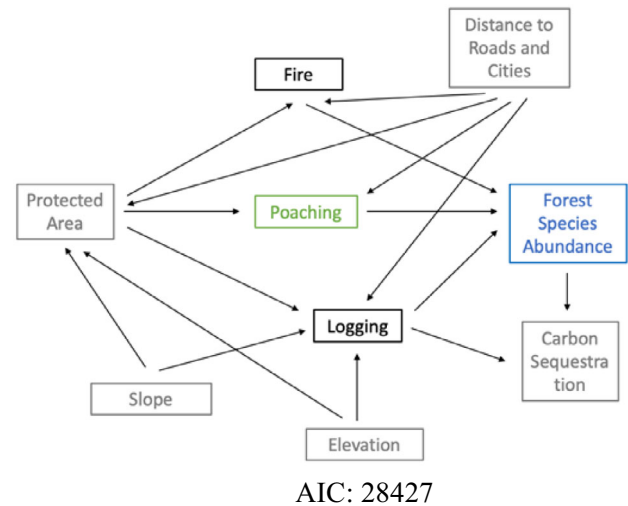 Distance to
Roads and
Cities
Fire
Protected
Area
Poaching
Forest
Species
Abundance
Logging
Carbon
Sequestra
tion
Slope
Elevation
AIC: 28427